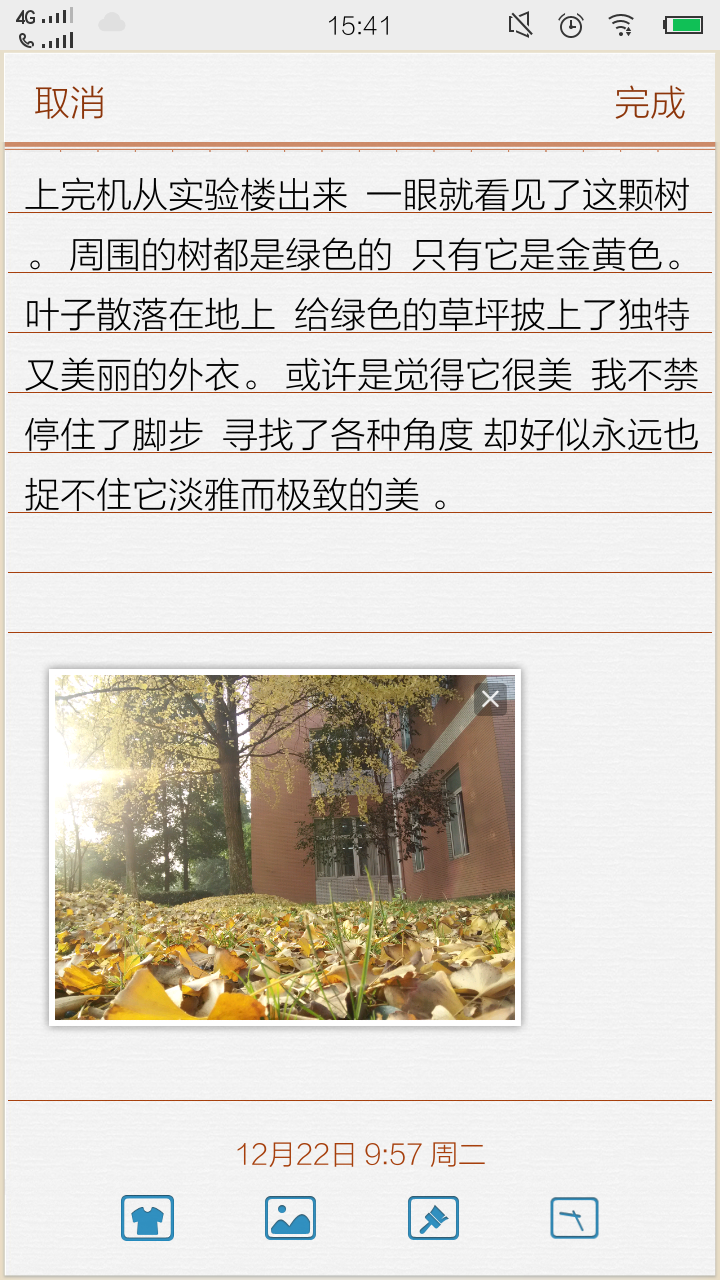 4G 15:41
取消 完成
上完机从实验楼出来 一眼就看见了这颗树
。周围的树都是绿色的 只有它是金黄色。
叶子散落在地上 给绿色的草坪披上了独特
又美丽的外衣。或许是觉得它很美 我不禁
停住了脚步 寻找了各种角度 却好似永远也
捉不住它淡雅而极致的美 。
12月22日 9:57 周二